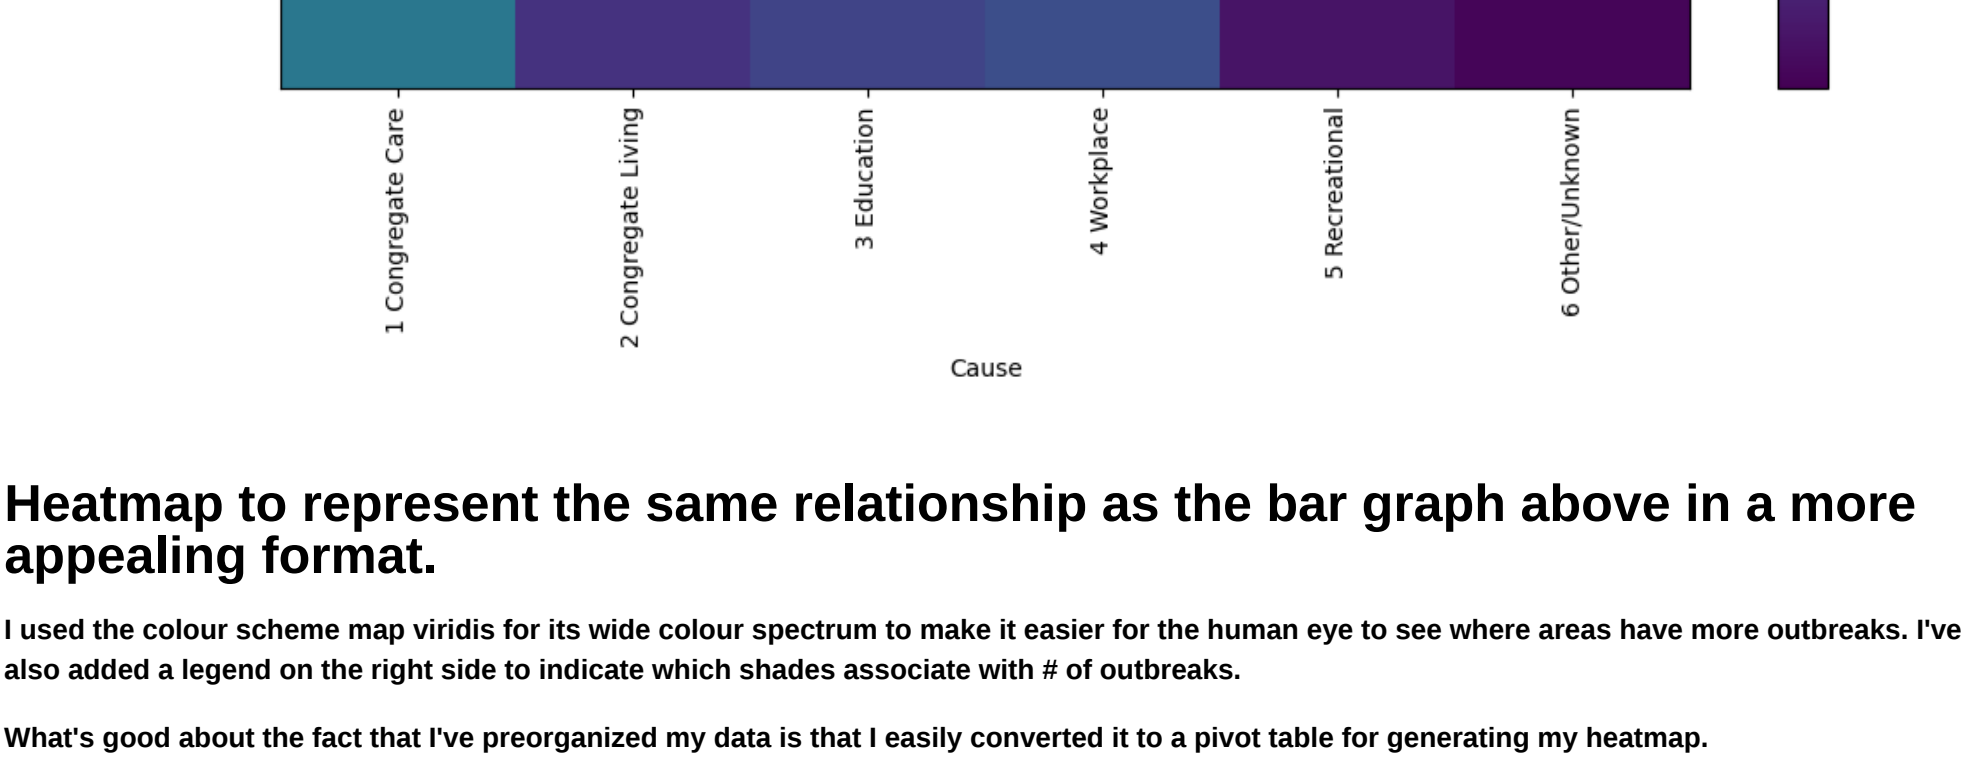 1 Congregate Care
2 Congregate Living
3 Education
4 Workplace
5 Recreational
6 Other/Unknown
Cause
Heatmap to represent the same relationship as the bar graph above in a more
appealing format.
I used the colour scheme map viridis for its wide colour spectrum to make it easier for the human eye to see where areas have more outbreaks. I've
also added a legend on the right side to indicate which shades associate with # of outbreaks.
What's good about the fact that I've preorganized my data is that I easily converted it to a pivot table for generating my heatmap.